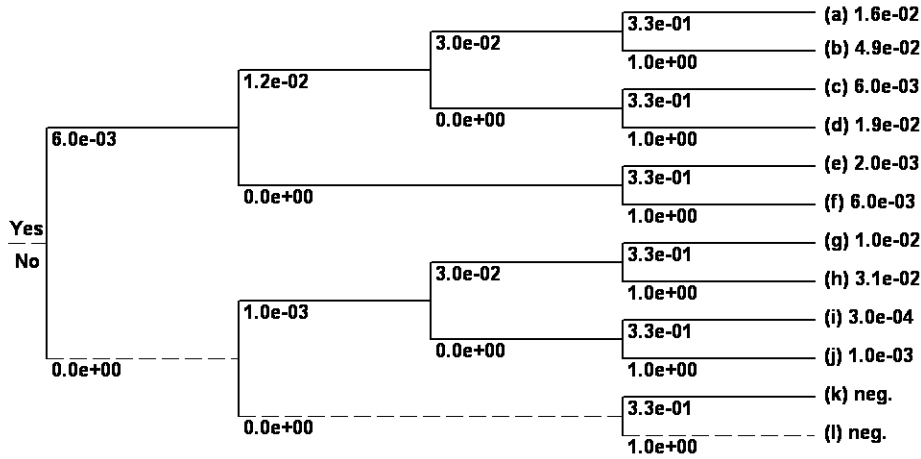 (a) 1.6e-02
3.3e-01
3.0e-02
(b) 4.9e-02
1.0e+00
1.2e-02
(c) 6.0e-03
3.3e-01
0.0e+00
(d) 1.9e-02
1.0e+00
6.0e-03
(e) 2.0e-03
3.3e-01
0.0e+00
(f) 6.0e-03
1.0e+00
Yes
No
(g) 1.0e-02
3.3e-01
3.0e-02
(h) 3.1e-02
1.0e+00
1.0e-03
(i) 3.0e-04
3.3e-01
0.0e+00
(j) 1.0e-03
1.0e+00
0.0e+00
(k) neg.
3.3e-01
0.0e+00
(l) neg.
1.0e+00